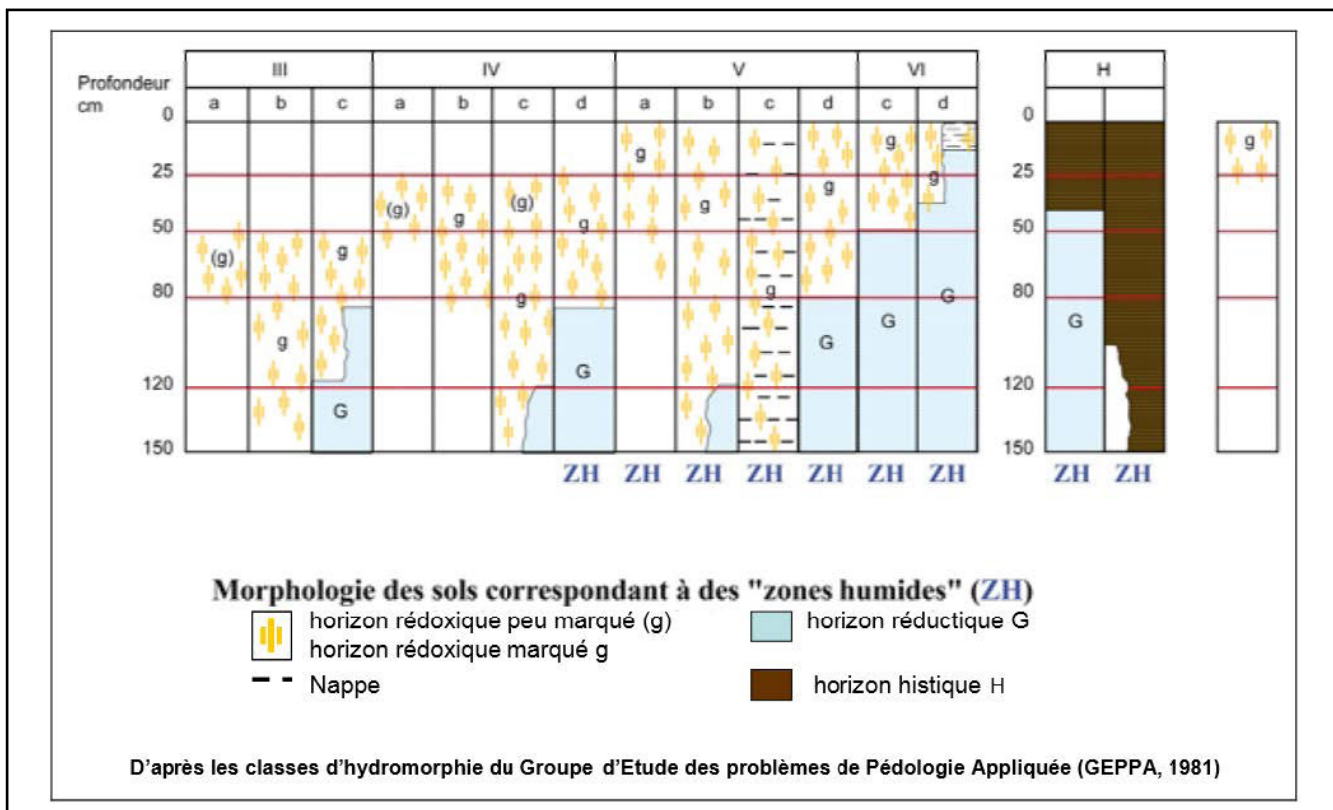 III IV V VI H
Profondeur
cm
a b c a b c d a b c d c d
0 0
g g g g
25 25
(g) g (g) g g g g
50 50
(g) g g
80 80
g g g G G G G
120 120
G G
150 150
ZH ZH ZH ZH ZH ZH ZH ZH ZH
Morphologie des sols correspondant à des "zones humides" (ZH)
horizon rédoxique peu marqué (g)
horizon réductique G
horizon rédoxique marqué g
Nappe
horizon histique H
D'après les classes d'hydromorphie du Groupe d'Etude des problèmes de Pédologie Appliquée (GEPPA, 1981)